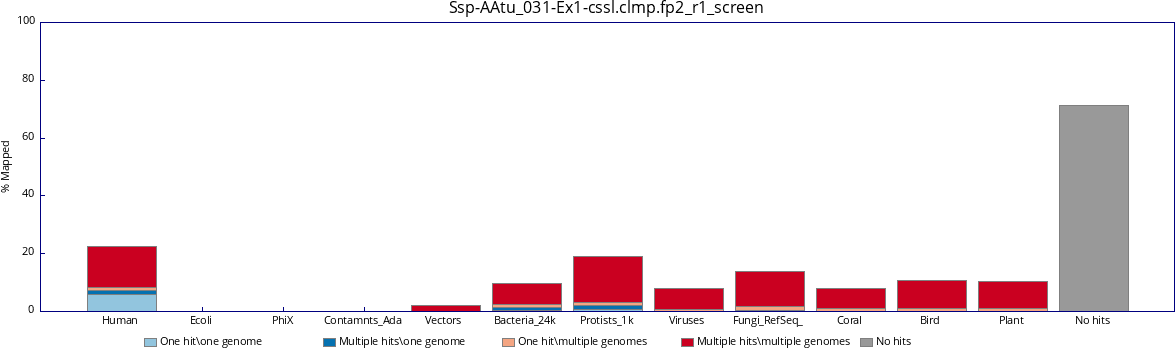 Ssp-AAtu_031-Ex1-cssl.clmp.fp2_r1_screen
100
80
60
40
20
0
% Mapped
Human Ecoli PhiX Contamnts_Ada Vectors Bacteria_24k Protists_1k Viruses Fungi_RefSeq_ Coral Bird Plant No hits
One hit\one genome Multiple hits\one genome One hit\multiple genomes Multiple hits\multiple genomes No hits